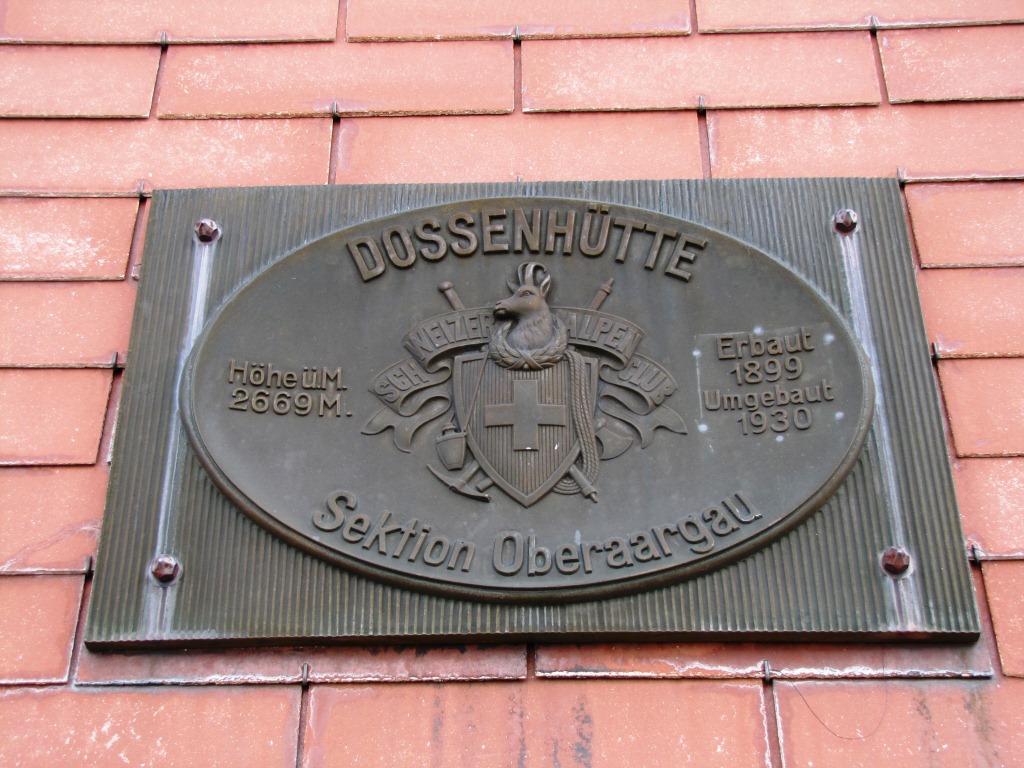 DOSSENHÜTTE
SCHWEIZER ALPEN CLUB
Höhe ü.M.
2669 M.
Erbaut
1899
Umgebaut
1930
Sektion Oberaargau